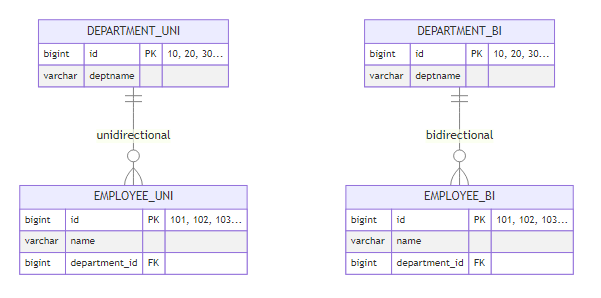 DEPARTMENT_UNI
bigint id PK 10, 20, 30...
varchar deptname
unidirectional
EMPLOYEE_UNI
bigint id PK 101, 102, 103...
varchar name
bigint department_id FK
DEPARTMENT_BI
bigint id PK 10, 20, 30...
varchar deptname
bidirectional
EMPLOYEE_BI
bigint id PK 101, 102, 103...
varchar name
bigint department_id FK